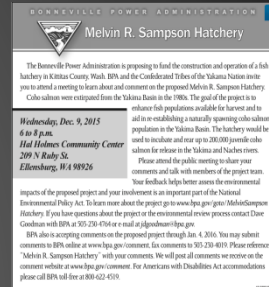 BONNEVILLE POWER ADMINISTRATION
Melvin R. Sampson Hatchery
The Bonneville Power Administration is proposing to fund the construction and operation of a fish
hatchery in Kittitas County, Wash. BPA and the Confederated Tribes of the Yakama Nation invite
you to attend a meeting to learn about and comment on the proposed Melvin R. Sampson Hatchery.
Coho salmon were extirpated from the Yakima Basin in the 1980s. The goal of the project is to
enhance fish populations available for harvest and to
aid in re-establishing a naturally spawning coho salmon
population in the Yakima Basin. The hatchery would be
used to incubate and rear up to 200,000 juvenile coho
salmon for release in the Yakima and Naches rivers.
Wednesday, Dec. 9, 2015
6 to 8 p.m.
Hal Holmes Community Center
209 N Ruby St.
Ellensburg, WA 98926
Please attend the public meeting to share your
comments and talk with members of the project team.
Your feedback helps better assess the environmental
impacts of the proposed project and your involvement is an important part of the National
Environmental Policy Act. To learn more about the project go to www.bpa.gov/goto/MelvinSampson
Hatchery. If you have questions about the project or the environmental review process contact Dave
Goodman with BPA at 503-230-4764 or e-mail at jdgoodman@bpa.gov.
BPA also is accepting comments on the proposed project through Jan. 4, 2016. You may submit
comments to BPA online at www.bpa.gov/comment, fax comments to 503-230-4019. Please reference
"Melvin R. Sampson Hatchery" with your comments. We will post all comments we receive on the
comment website at www.bpa.gov/comment. For Americans with Disabilities Act accommodations
please call BPA toll-free at 800-622-4519.